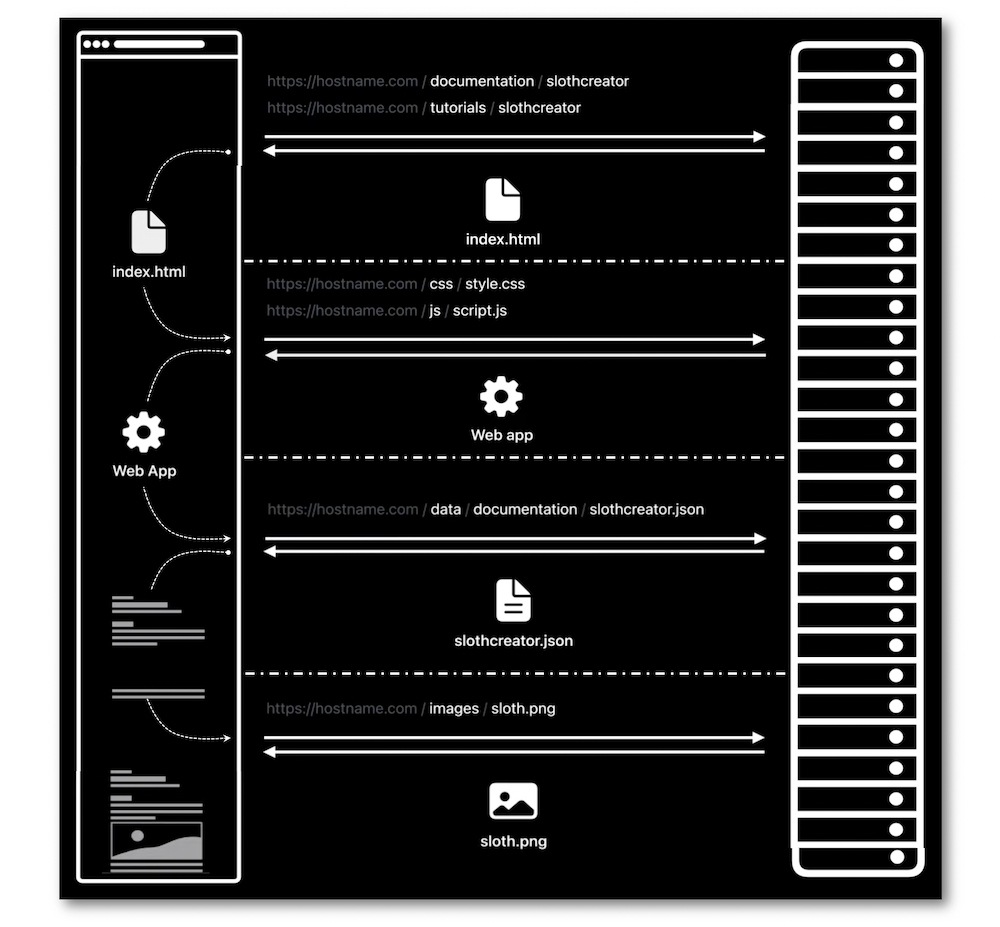 https://hostname.com / documentation / slothcreator
https://hostname.com / tutorials / slothcreator
index.html
index.html
https://hostname.com / css / style.css
https://hostname.com / js / script.js
Web app
Web App
https://hostname.com / data / documentation / slothcreator.json
slothcreator.json
https://hostname.com / images / sloth.png
sloth.png